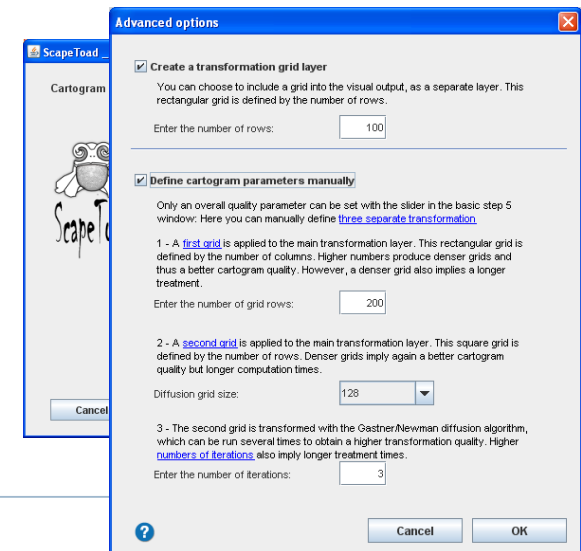 Advanced options
ScapeToad _
Cartogram
ScapeTo
Cancel
Create a transformation grid layer
You can choose to include a grid into the visual output, as a separate layer. This
rectangular grid is defined by the number of rows.
Enter the number of rows: 100
Define cartogram parameters manually
Only an overall quality parameter can be set with the slider in the basic step 5
window: Here you can manually define three separate transformation
1 - A first grid is applied to the main transformation layer. This rectangular grid is
defined by the number of columns. Higher numbers produce denser grids and
thus a better cartogram quality. However, a denser grid also implies a longer
treatment.
Enter the number of grid rows: 200
2 - A second grid is applied to the main transformation layer. This square grid is
defined by the number of rows. Denser grids imply again a better cartogram
quality but longer computation times.
Diffusion grid size: 128
3 - The second grid is transformed with the Gastner/Newman diffusion algorithm,
which can be run several times to obtain a higher transformation quality. Higher
numbers of iterations also imply longer treatment times.
Enter the number of iterations: 3
? Cancel OK